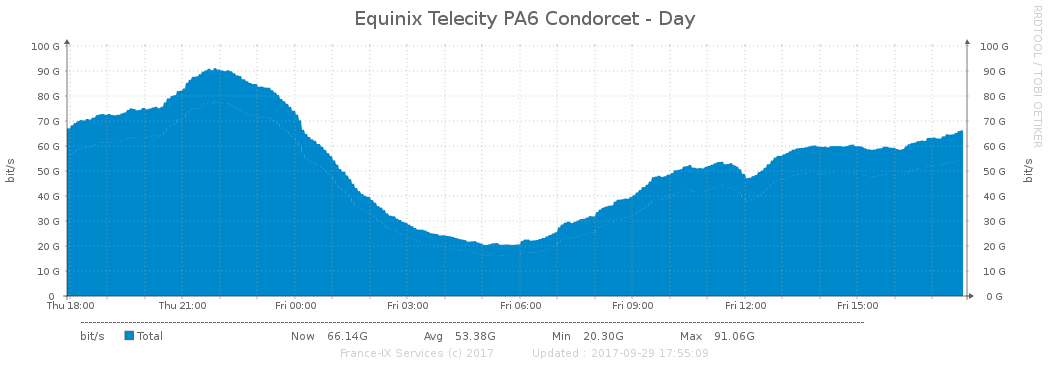 Equinix Telecity PA6 Condorcet - Day
RRDTOOL / TOBI OETIKER
100 G 100 G
90 G 90 G
80 G 80 G
70 G 70 G
60 G 60 G
50 G 50 G
40 G 40 G
30 G 30 G
20 G 20 G
10 G 10 G
0 0 G
bit/s bit/s
Thu 18:00 Thu 21:00 Fri 00:00 Fri 03:00 Fri 06:00 Fri 09:00 Fri 12:00 Fri 15:00
bit/s Total Now 66.14G Avg 53.38G Min 20.30G Max 91.06G
France-IX Services (c) 2017 Updated : 2017-09-29 17:55:09